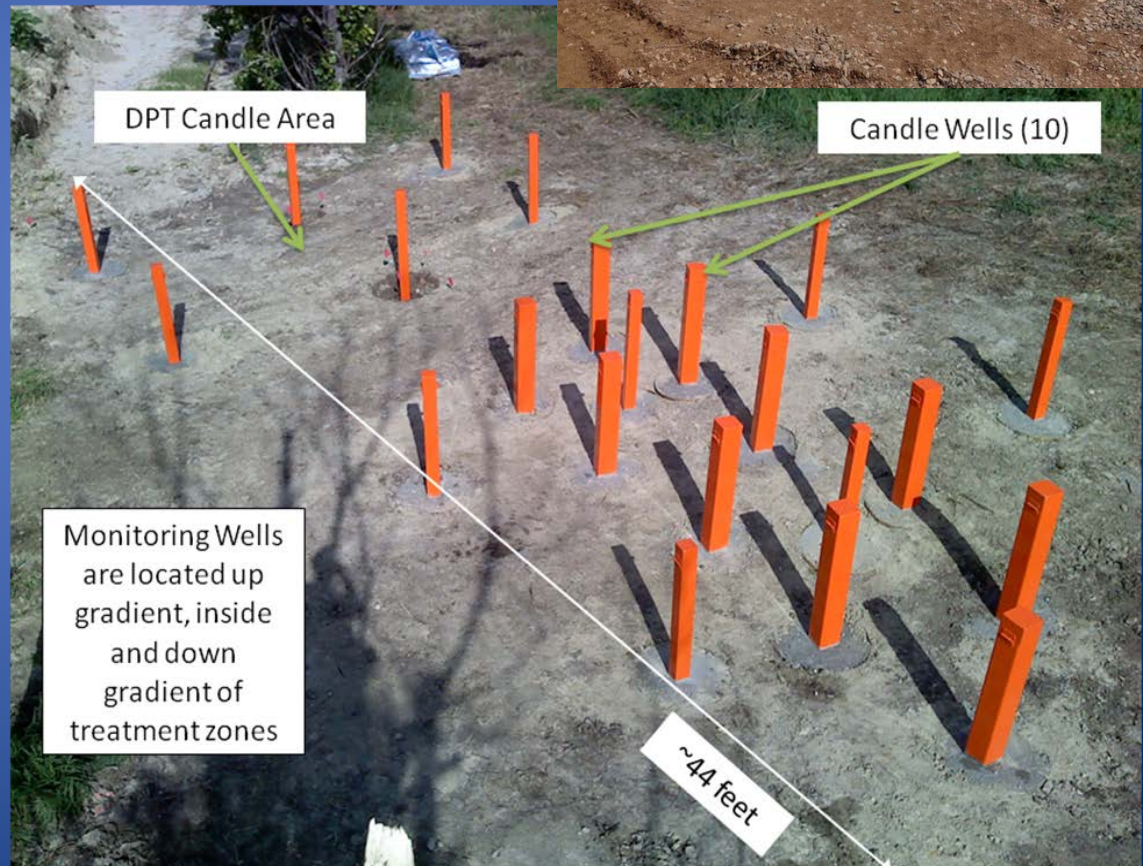 DPT Candle Area
Candle Wells (10)
Monitoring Wells
are located up
gradient, inside
and down
gradient of
treatment zones
~44 feet